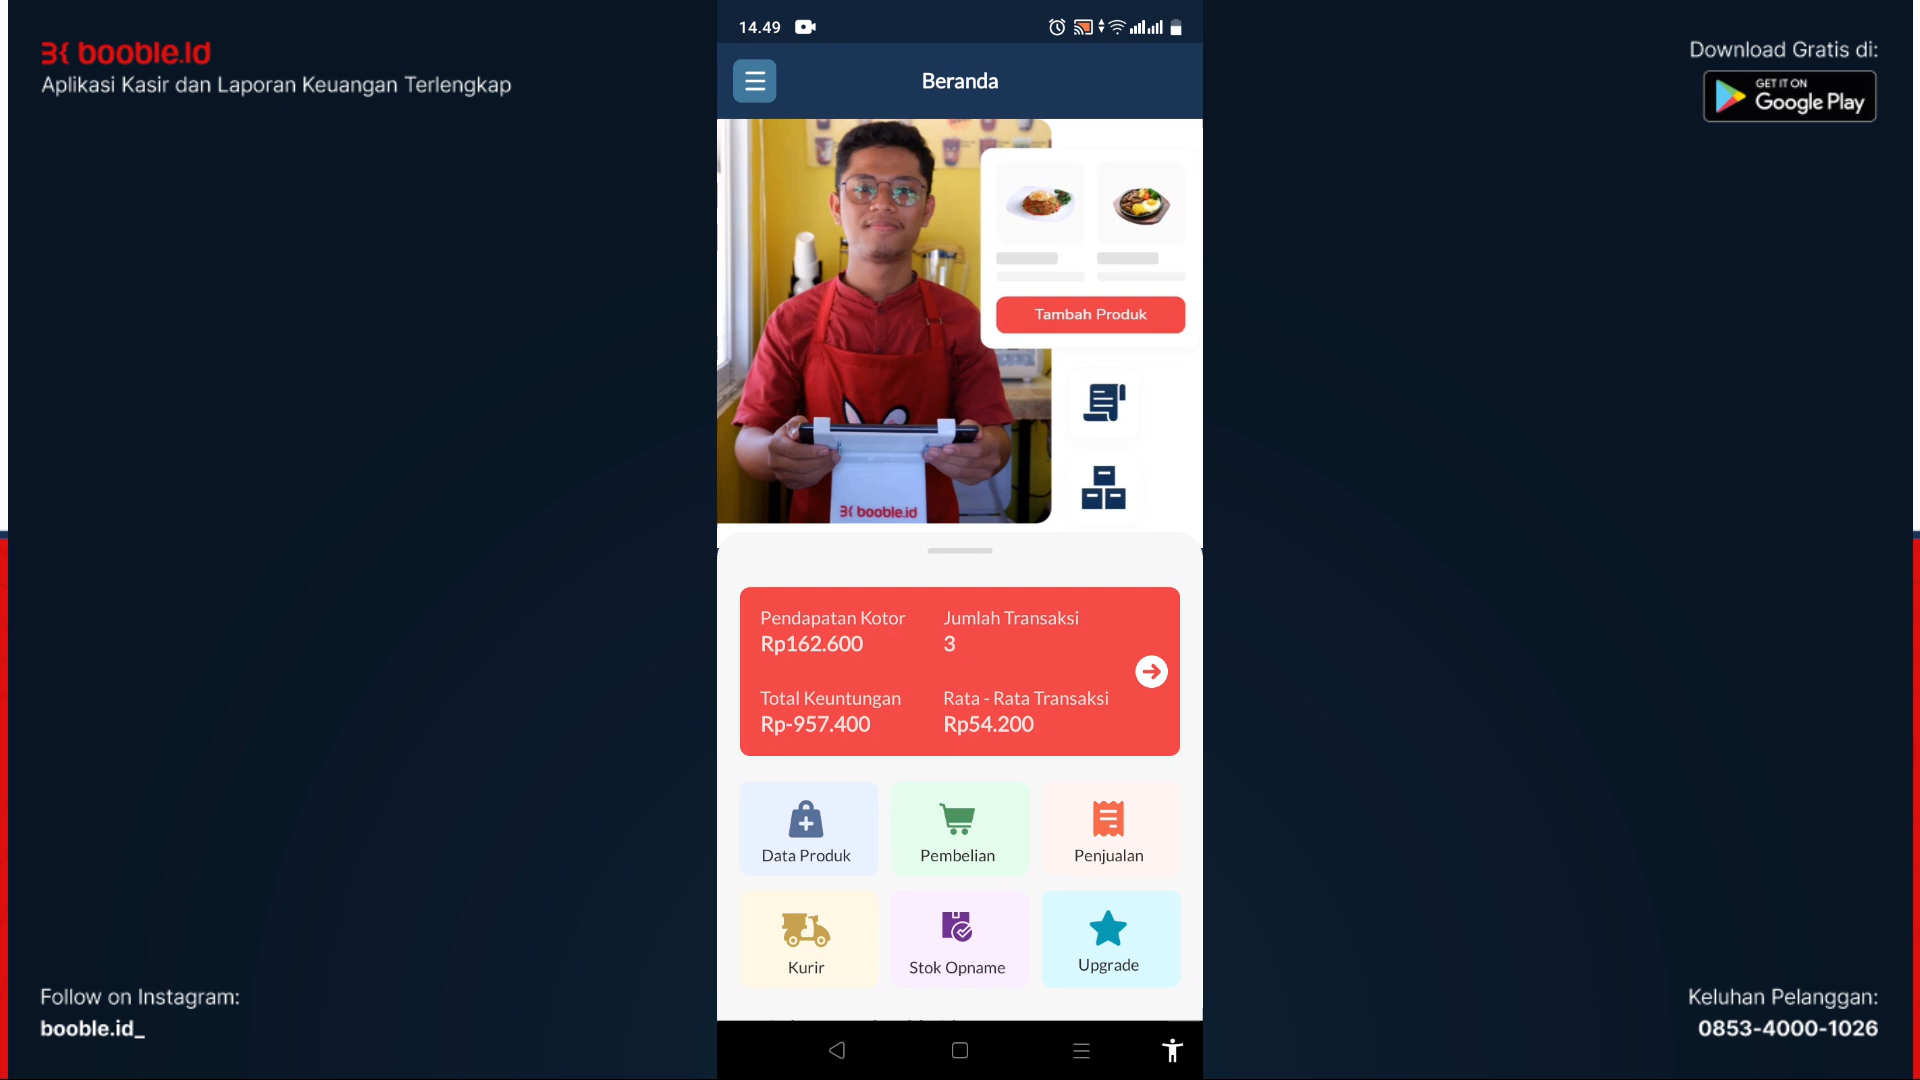 booble.id
Aplikasi Kasir dan Laporan Keuangan Terlengkap
Download Gratis di:
GET IT ON
Google Play
14.49
Beranda
Tambah Produk
booble.id
Pendapatan Kotor
Rp162.600
Jumlah Transaksi
3
Total Keuntungan
Rp-957.400
Rata - Rata Transaksi
Rp54.200
Data Produk
Pembelian
Penjualan
Kurir
Stok Opname
Upgrade
Follow on Instagram:
booble.id_
Keluhan Pelanggan:
0853-4000-1026